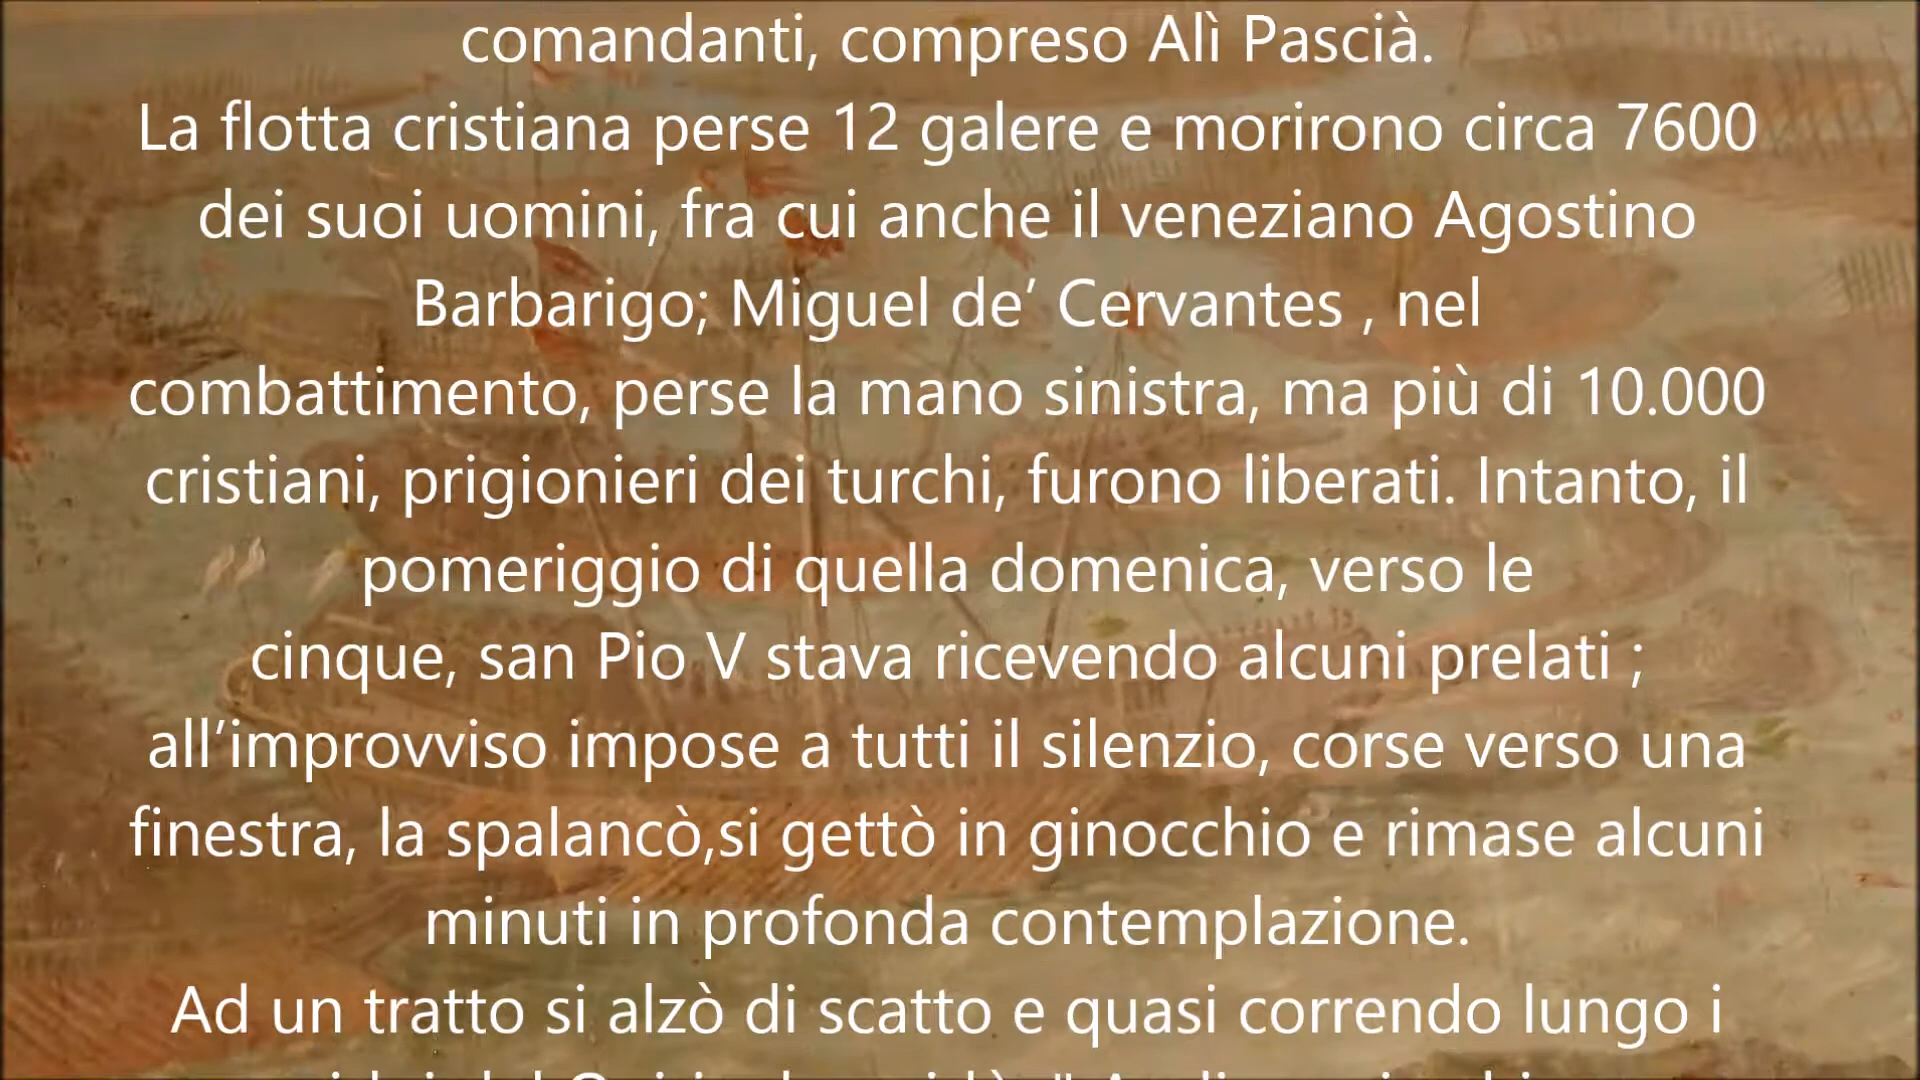 comandanti, compreso Alì Pascià.
La flotta cristiana perse 12 galere e morirono circa 7600
dei suoi uomini, fra cui anche il veneziano Agostino
Barbarigo; Miguel de’ Cervantes , nel
combattimento, perse la mano sinistra, ma più di 10.000
cristiani, prigionieri dei turchi, furono liberati. Intanto, il
pomeriggio di quella domenica, verso le
cinque, san Pio V stava ricevendo alcuni prelati ;
all’improvviso impose a tutti il silenzio, corse verso una
finestra, la spalancò,si gettò in ginocchio e rimase alcuni
minuti in profonda contemplazione.
Ad un tratto si alzò di scatto e quasi correndo lungo i